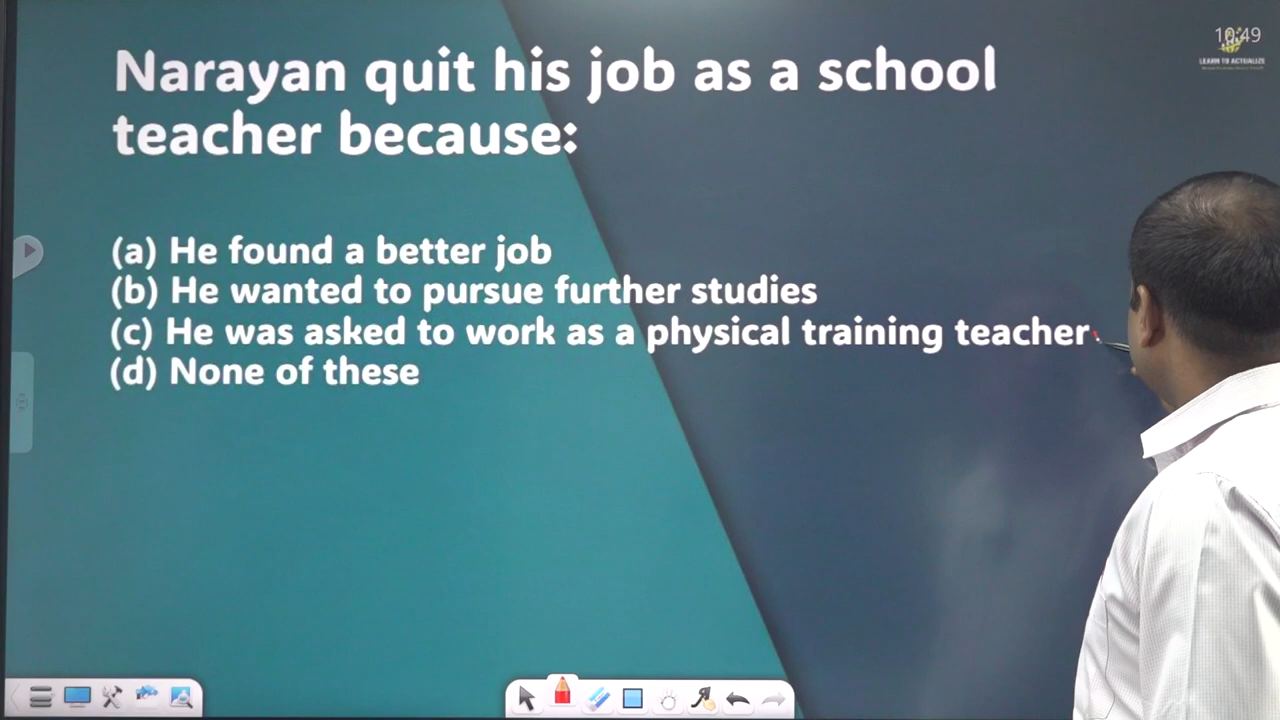 Narayan quit his job as a school
teacher because:
(a) He found a better job
(b) He wanted to pursue further studies
(c) He was asked to work as a physical training teacher
(d) None of these
10:49
LEARN TO ACTUALIZE